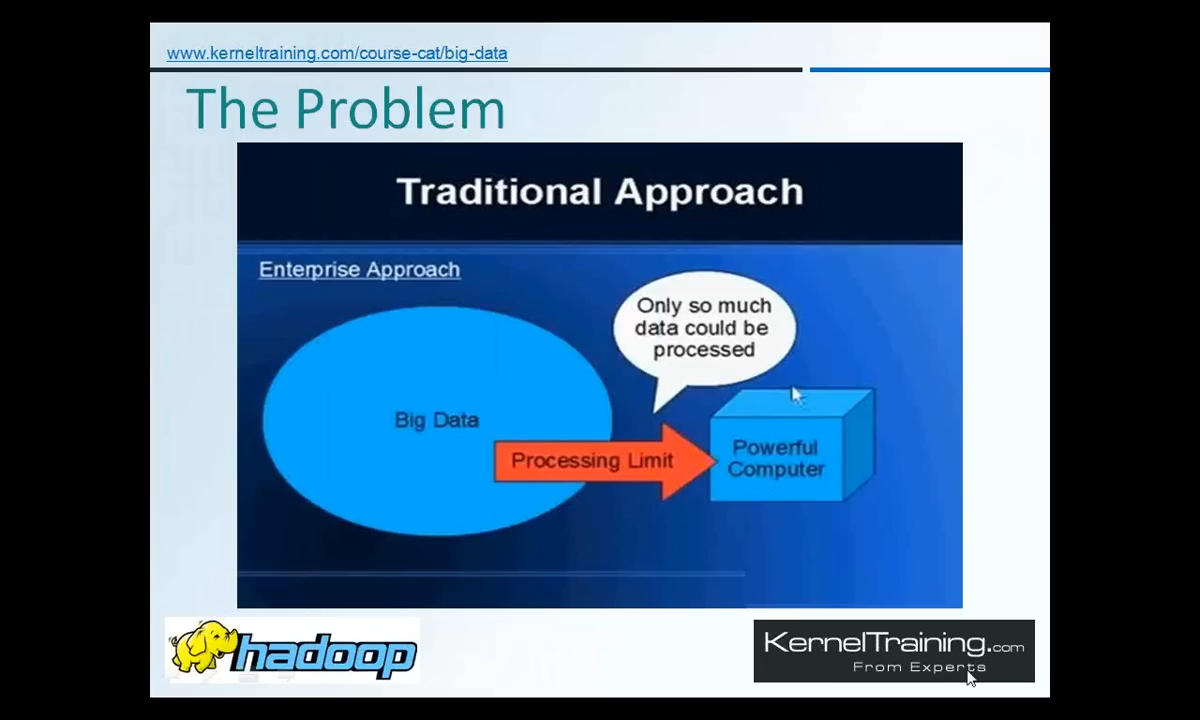 www.kerneltraining.com/course-cat/big-data
The Problem
Traditional Approach
Enterprise Approach
Only so much
data could be
processed
Big Data
Processing Limit
Powerful
Computer
hadoop
KernelTraining.com
From Experts